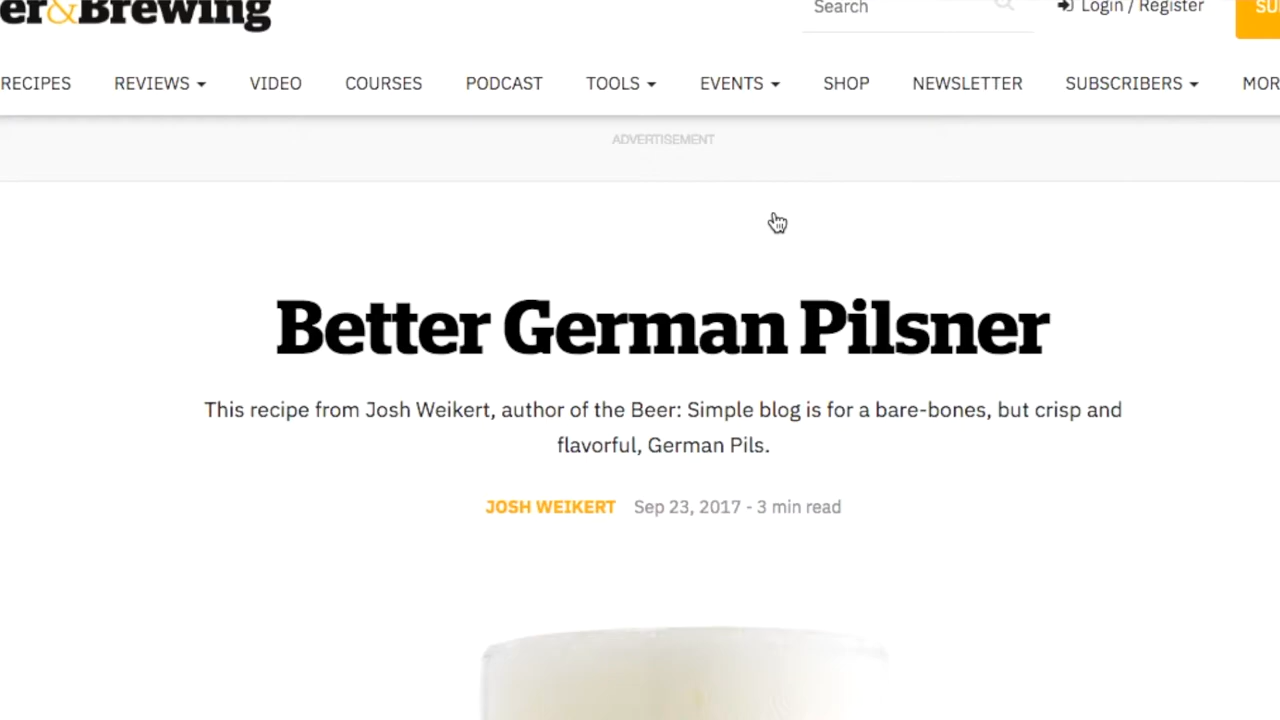 er&Brewing
Search
Login / Register
SU
RECIPES REVIEWS VIDEO COURSES PODCAST TOOLS EVENTS SHOP NEWSLETTER SUBSCRIBERS MOR
ADVERTISEMENT
Better German Pilsner
This recipe from Josh Weikert, author of the Beer: Simple blog is for a bare-bones, but crisp and
flavorful, German Pils.
JOSH WEIKERT Sep 23, 2017 - 3 min read